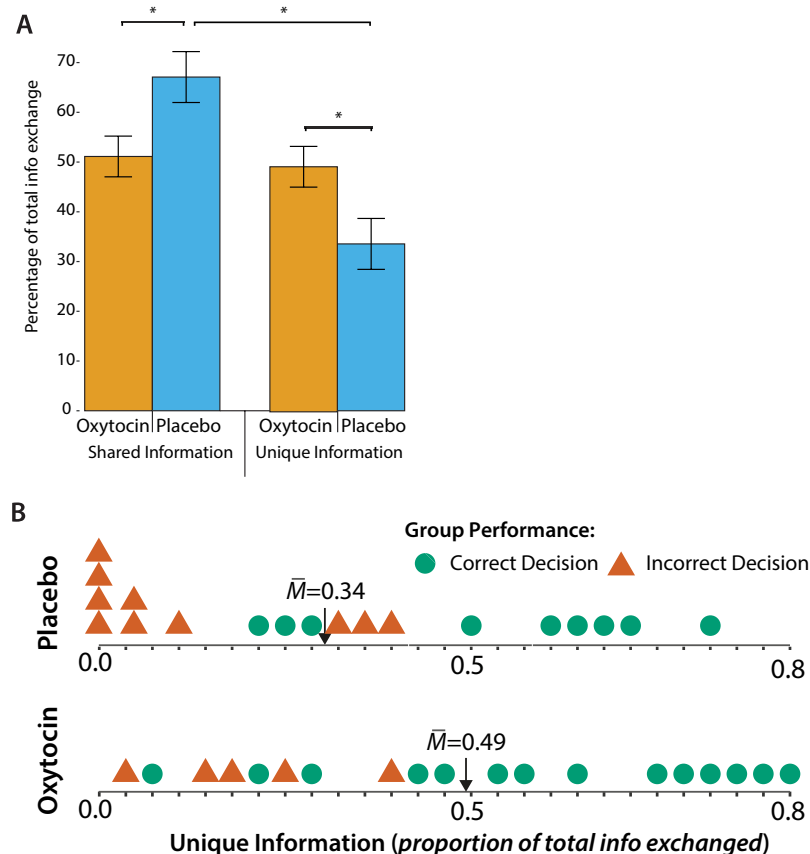 A
* *
Percentage of total info exchange
70-
60-
50-
*
40-
30-
20-
10-
0-
Oxytocin Placebo Oxytocin Placebo
Shared Information Unique Information
B
Group Performance:
Correct Decision Incorrect Decision
Placebo
M̅=0.34
0.0 0.5 0.8
Oxytocin
M̅=0.49
0.0 0.5 0.8
Unique Information (proportion of total info exchanged)